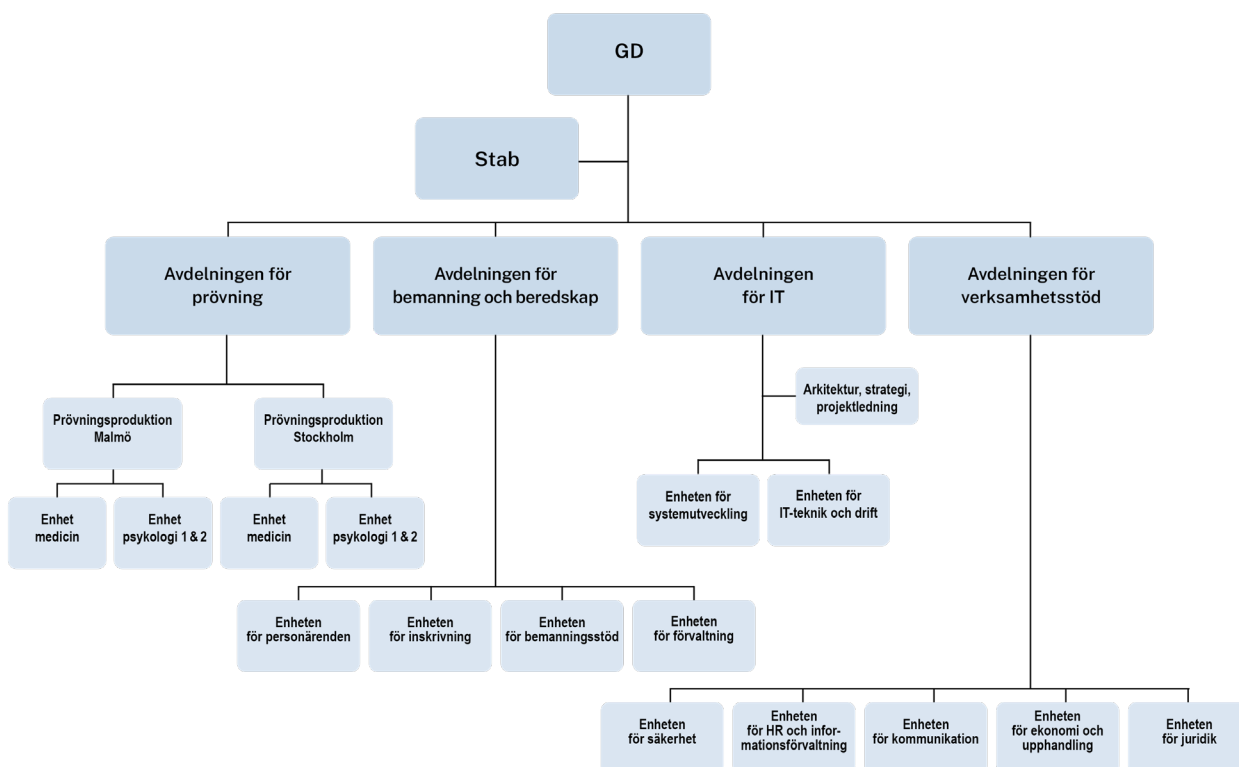 GD
Stab
Avdelningen för
prövning
Avdelningen för
bemanning och beredskap
Avdelningen
för IT
Avdelningen för
verksamhetsstöd
Arkitektur, strategi,
projektledning
Prövningsproduktion
Malmö
Prövningsproduktion
Stockholm
Enhet
medicin
Enhet
psykologi 1 & 2
Enhet
medicin
Enhet
psykologi 1 & 2
Enheten för
systemutveckling
Enheten för
IT-teknik och drift
Enheten
för personärenden
Enheten
för inskrivning
Enheten
för bemanningsstöd
Enheten
för förvaltning
Enheten
för säkerhet
Enheten
för HR och infor-
mationsförvaltning
Enheten
för kommunikation
Enheten
för ekonomi och
upphandling
Enheten
för juridik